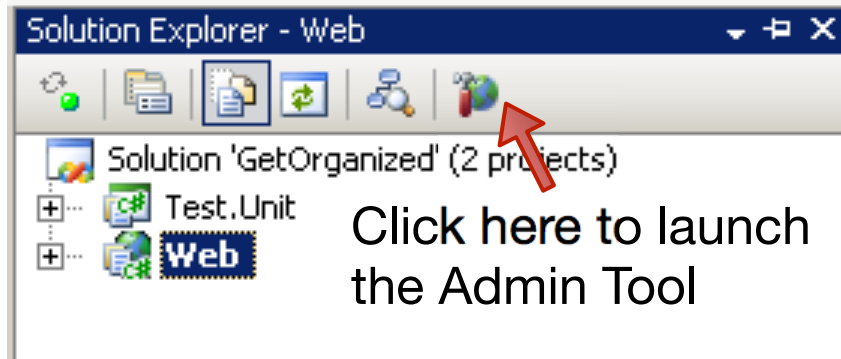 Solution Explorer - Web
Solution 'GetOrganized' (2 projects)
Test.Unit
Web
Click here to launch
the Admin Tool